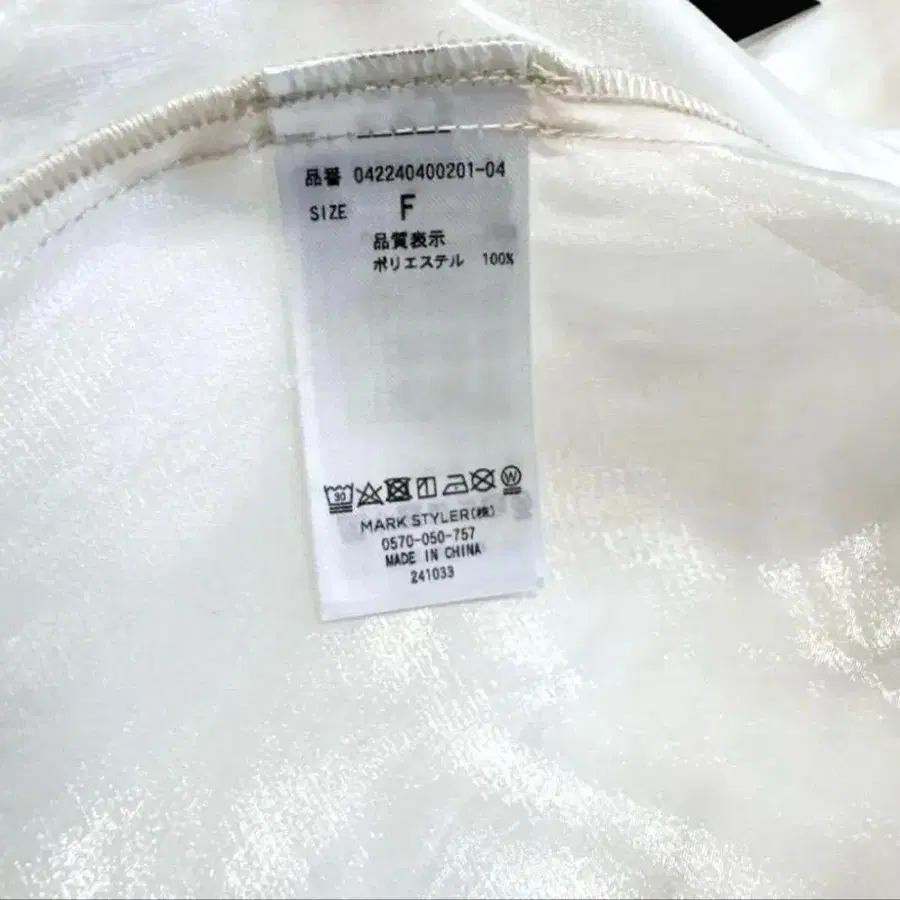 品番 042240400201-04
SIZE F
品質表示
ポリエステル 100%
30
W
MARK STYLER(株)
0570-050-757
MADE IN CHINA
241033